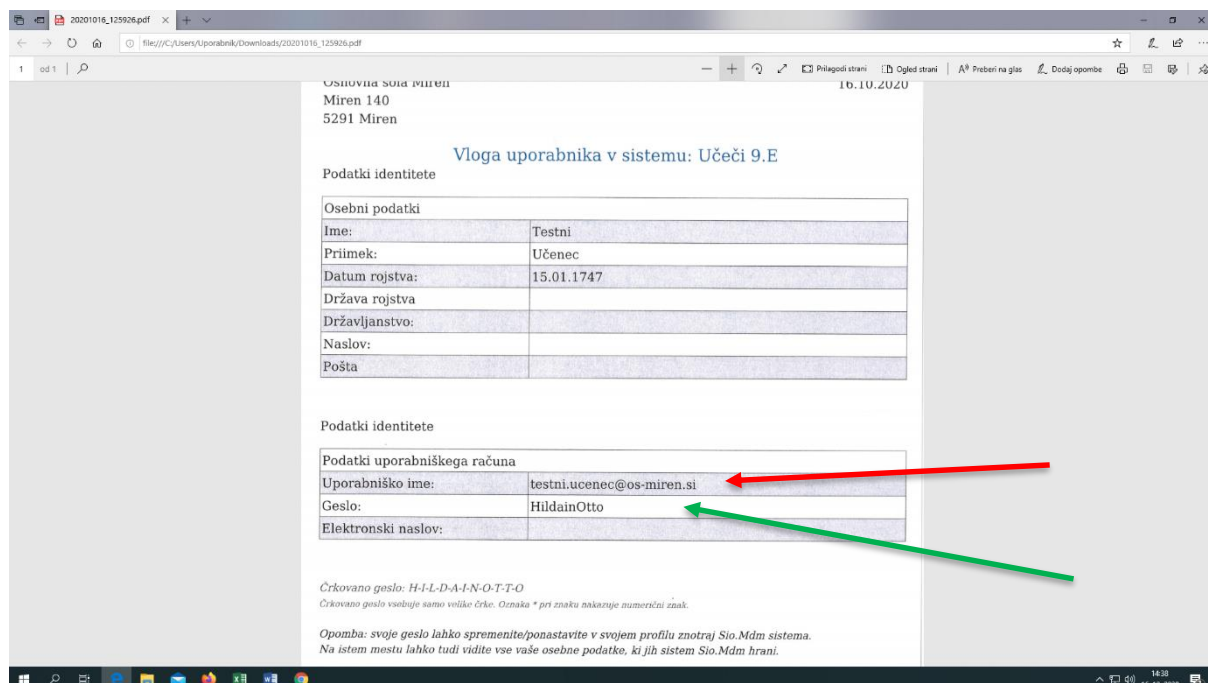 20201016_125926.pdf
file:///C:/Users/Uporabnik/Downloads/20201016_125926.pdf
1 od 1 Prilagodi strani Ogled strani Preberi na glas Dodaj opombe
Osnovna šola Miren 16.10.2020
Miren 140
5291 Miren
Vloga uporabnika v sistemu: Učeči 9.E
Podatki identitete
Osebni podatki
Ime: Testni
Priimek: Učenec
Datum rojstva: 15.01.1747
Država rojstva
Državljanstvo:
Naslov:
Pošta
Podatki identitete
Podatki uporabniškega računa
Uporabniško ime: testni.ucenec@os-miren.si
Geslo: HildainOtto
Elektronski naslov:
Črkovano geslo: H-I-L-D-A-I-N-O-T-T-O
Črkovano geslo vsebuje samo velike črke. Oznaka * pri znaku nakazuje numerični znak.
Opomba: svoje geslo lahko spremenite/ponastavite v svojem profilu znotraj Sio.Mdm sistema.
Na istem mestu lahko tudi vidite vse vaše osebne podatke, ki jih sistem Sio.Mdm hrani.
14:38